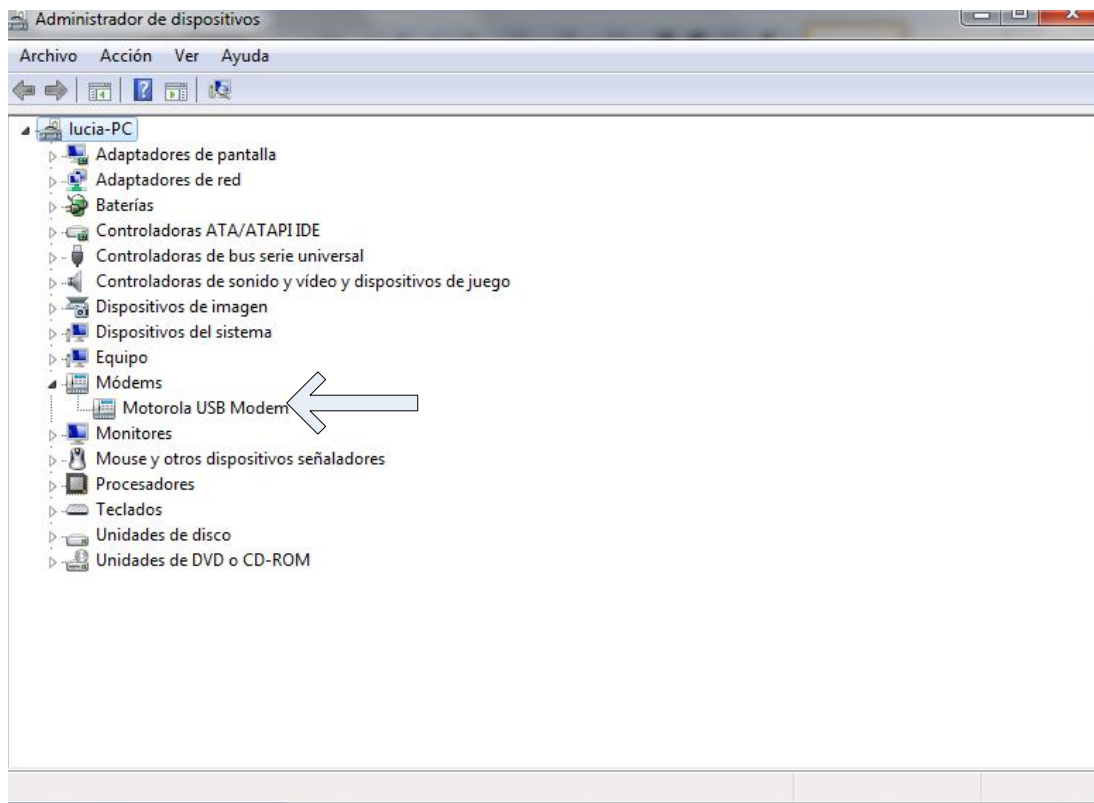 Administrador de dispositivos
Archivo Acción Ver Ayuda
lucia-PC
Adaptadores de pantalla
Adaptadores de red
Baterías
Controladoras ATA/ATAPI IDE
Controladoras de bus serie universal
Controladoras de sonido y vídeo y dispositivos de juego
Dispositivos de imagen
Dispositivos del sistema
Equipo
Módems
Motorola USB Modem
Monitores
Mouse y otros dispositivos señaladores
Procesadores
Teclados
Unidades de disco
Unidades de DVD o CD-ROM